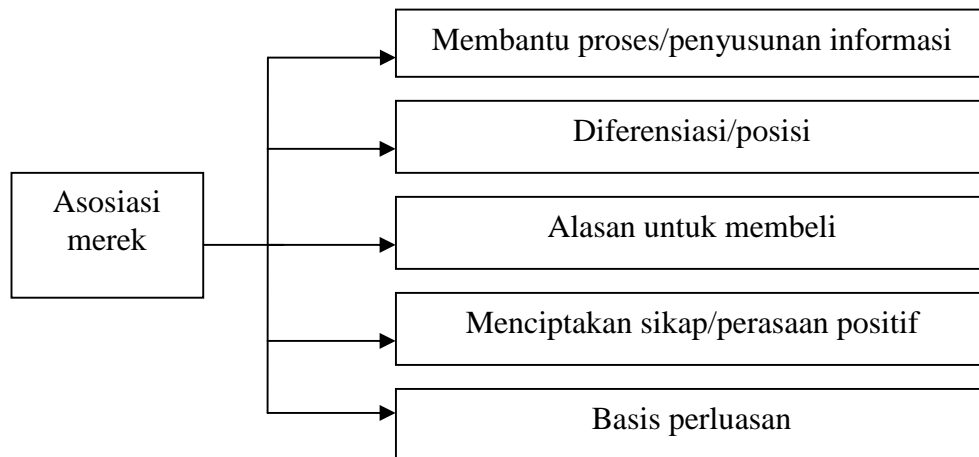 Membantu proses/penyusunan informasi
Diferensiasi/posisi
Asosiasi
merek
Alasan untuk membeli
Menciptakan sikap/perasaan positif
Basis perluasan